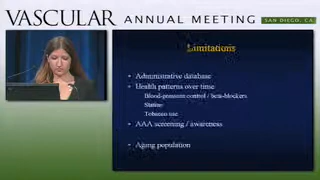 VASCULAR ANNUAL MEETING SAN DIEGO, CA
Limitations
• Administrative database
• Health patterns over time
Blood-pressure control / beta-blockers
Statins
Tobacco use
• AAA screening / awareness
• Aging population